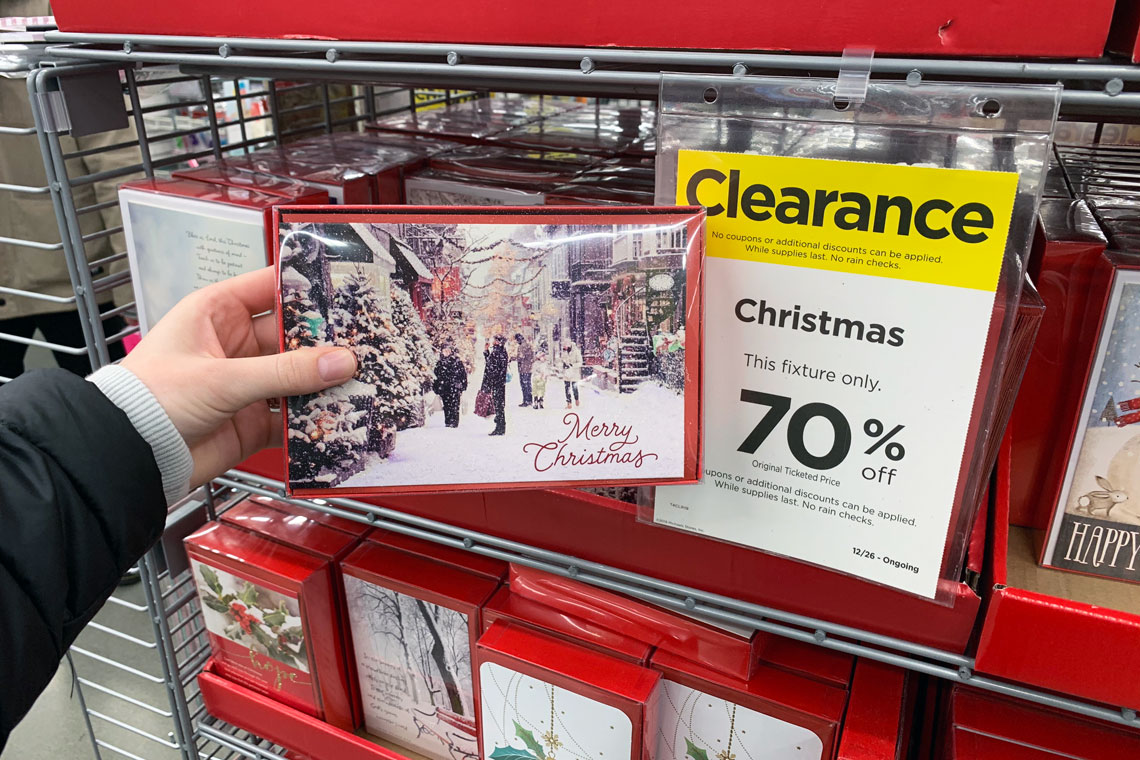 Clearance
No coupons or additional discounts can be applied.
While supplies last. No rain checks.
Christmas
This fixture only.
70% off
Original Ticketed Price
oupons or additional discounts can be applied.
While supplies last. No rain checks.
12/26 - Ongoing
Merry
Christmas
HAPPY
hope